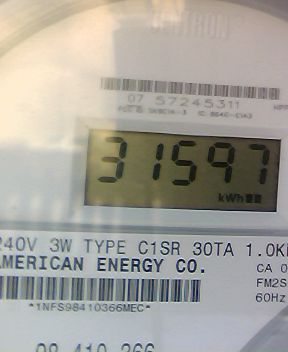 ITRON
07 57245311
31597
kWh
240V 3W TYPE C1SR 30TA 1.0K
AMERICAN ENERGY CO.
CA 0
FM2S
60Hz
*1NFS98410366MEC*
98 410 366